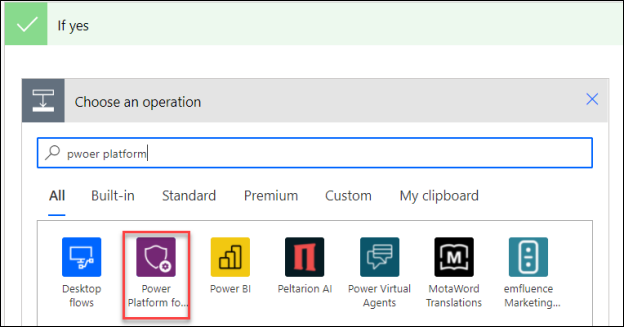 If yes
Choose an operation
pwoer platform
All Built-in Standard Premium Custom My clipboard
Desktop flows
Power Platform fo...
Power BI
Peltarion AI
Power Virtual Agents
MotaWord Translations
emfluence Marketing...